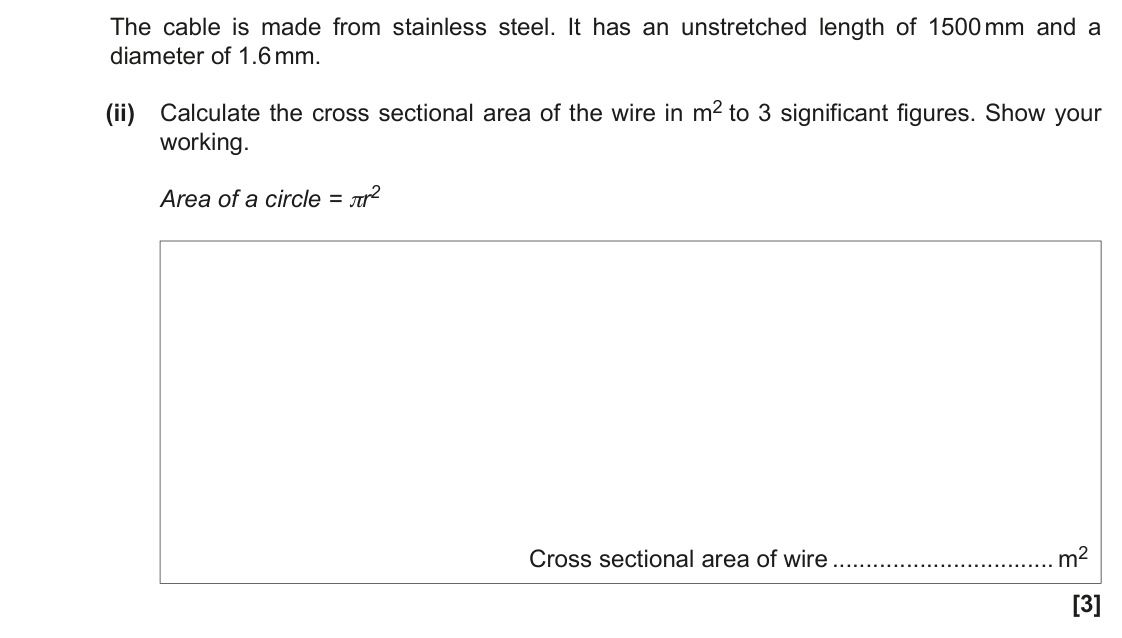 The cable is made from stainless steel. It has an unstretched length of 1500 mm and a
diameter of 1.6 mm.
(ii) Calculate the cross sectional area of the wire in m² to 3 significant figures. Show your
working.
Area of a circle = πr²
Cross sectional area of wire ................................. m²
[3]